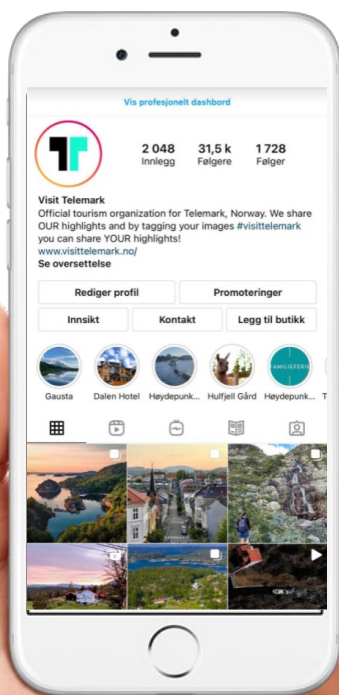 Vis profesjonelt dashbord
2 048 31,5 k 1 728
Innlegg Følgere Følger
Visit Telemark
Official tourism organization for Telemark, Norway. We share
OUR highlights and by tagging your images #visittelemark
you can share YOUR highlights!
www.visittelemark.no/
Se oversettelse
Rediger profil Promoteringer
Innsikt Kontakt Legg til butikk
FAMILIEFERIE
Gausta Dalen Hotel Høydepunk... Hulfjell Gård Høydepunk... T